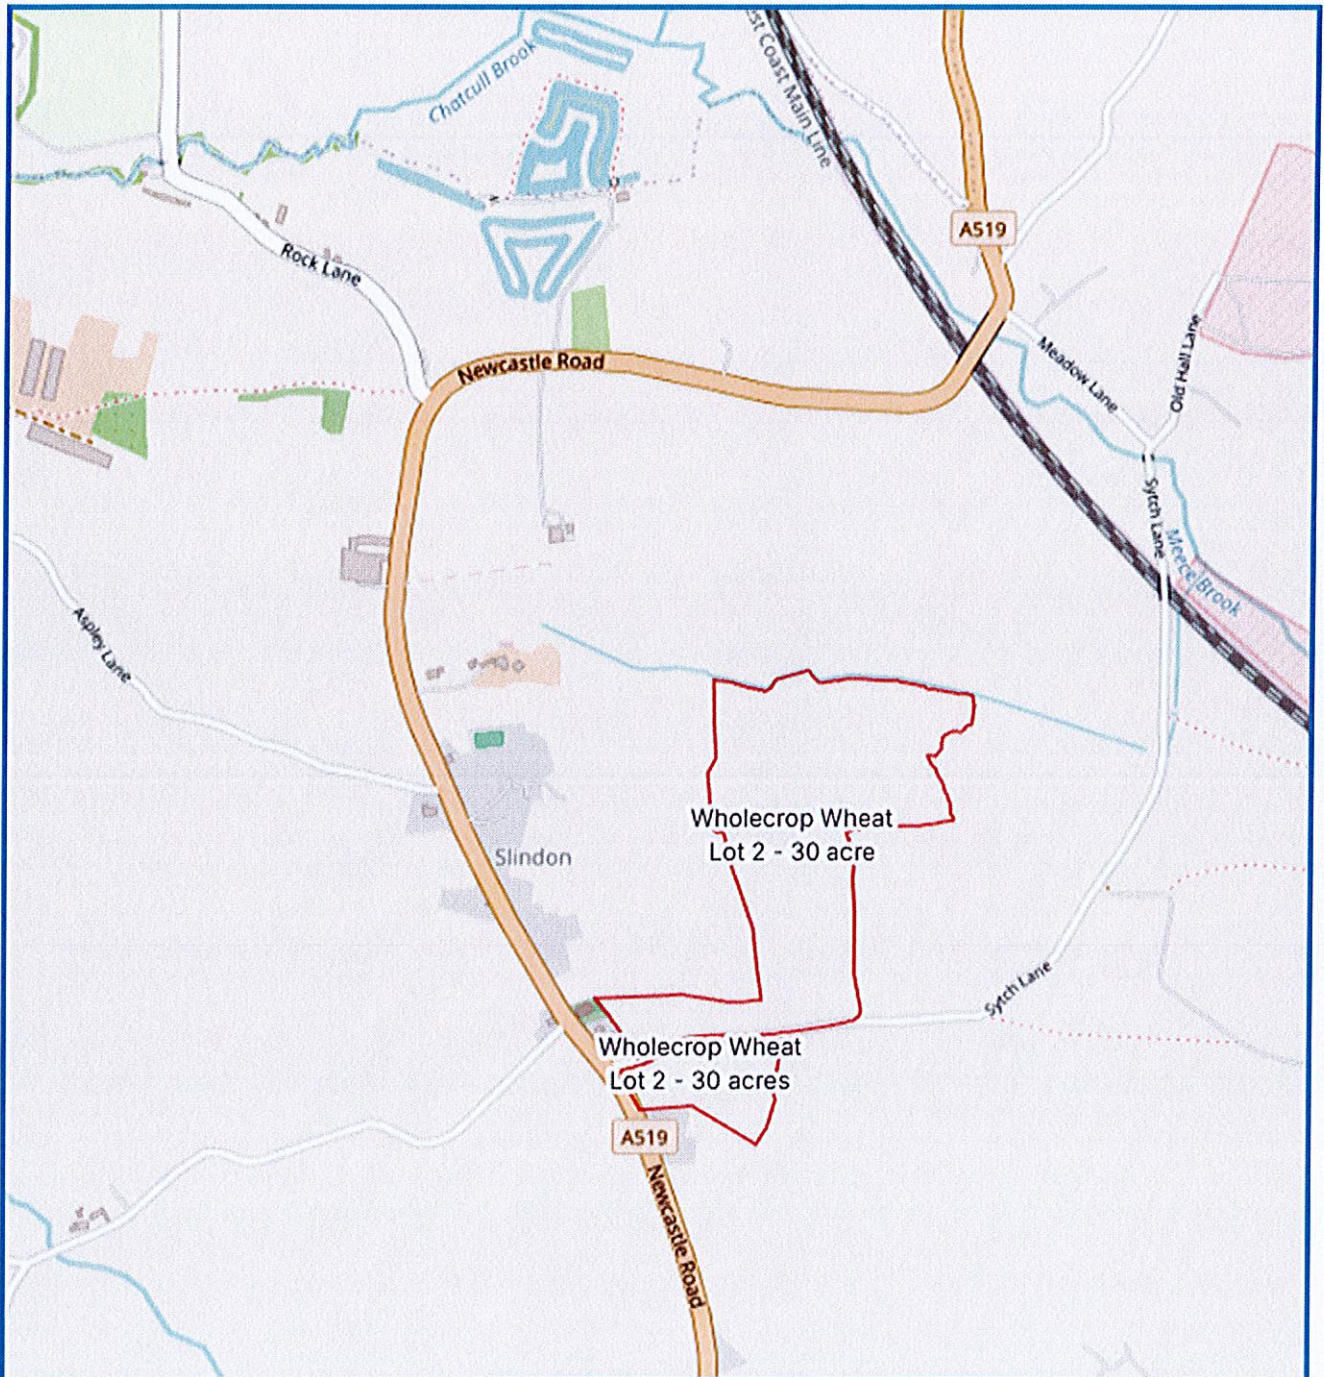 est Coast Main Line
Chatcull Brook
A519
Rock Lane
Newcastle Road
Meadow Lane
Old Hall Lane
Sytch Lane
Meece Brook
Aspley Lane
Wholecrop Wheat
Lot 2 - 30 acre
Slindon
Sytch Lane
Wholecrop Wheat
Lot 2 - 30 acres
A519
Newcastle Road